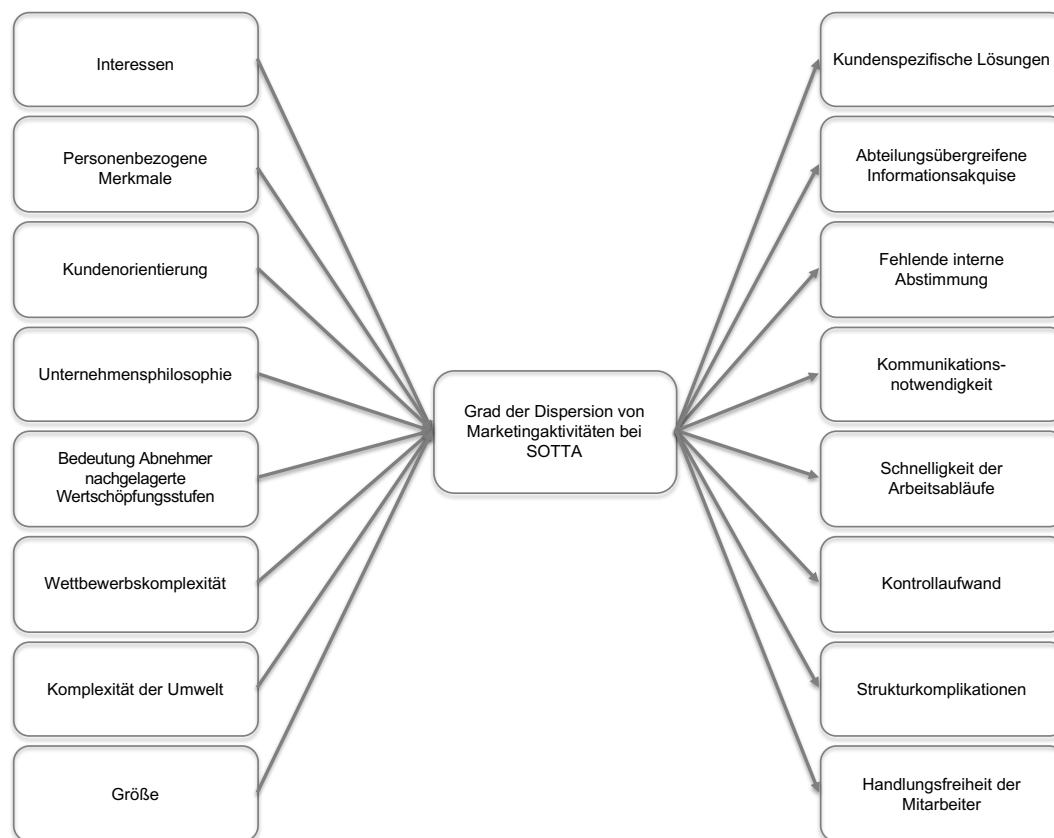 Interessen
Personenbezogene
Merkmale
Kundenorientierung
Unternehmensphilosophie
Bedeutung Abnehmer
nachgelagerte
Wertschöpfungsstufen
Wettbewerbskomplexität
Komplexität der Umwelt
Größe
Grad der Dispersion von
Marketingaktivitäten bei
SOTTA
Kundenspezifische Lösungen
Abteilungsübergreifene
Informationsakquise
Fehlende interne
Abstimmung
Kommunikations-
notwendigkeit
Schnelligkeit der
Arbeitsabläufe
Kontrollaufwand
Strukturkomplikationen
Handlungsfreiheit der
Mitarbeiter